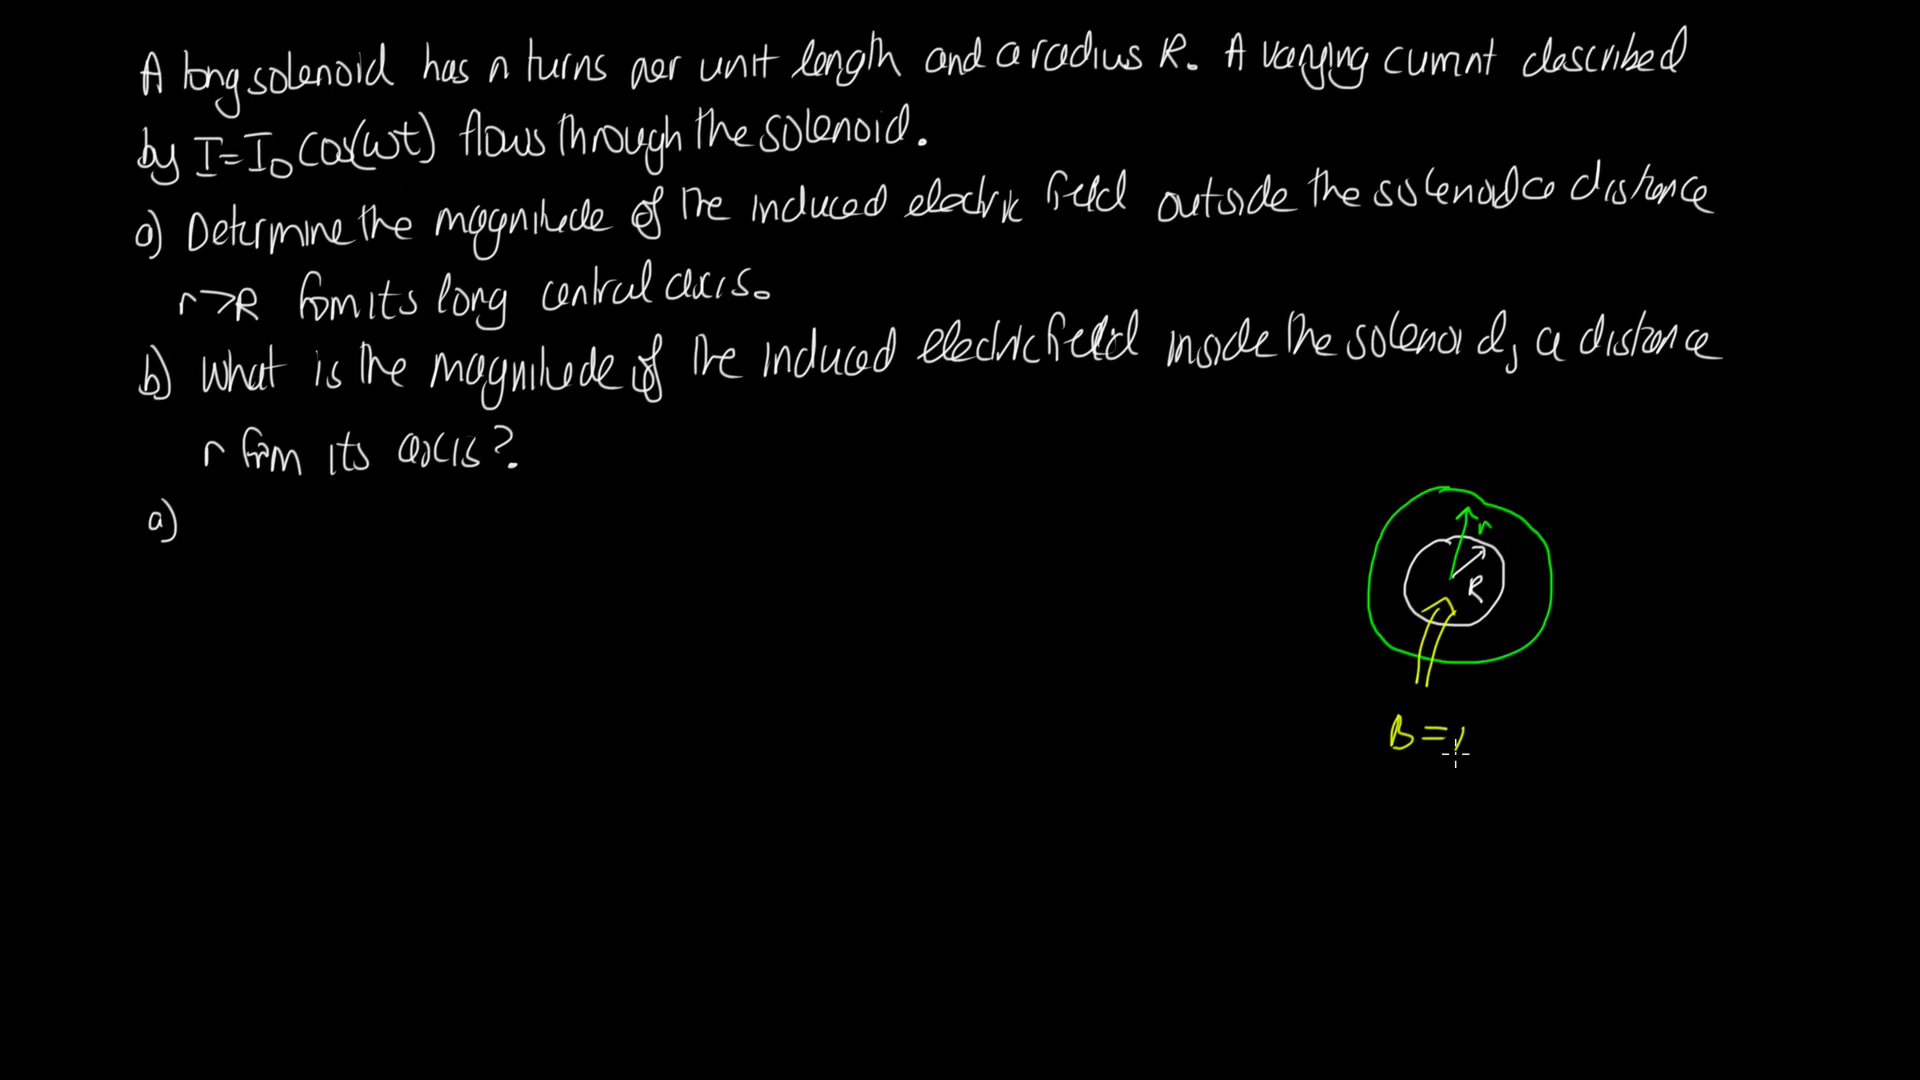 A long solenoid has n turns per unit length and a radius R. A varying current described
by I=I₀ cos(ωt) flows through the solenoid.
a) Determine the magnitude of the induced electric field outside the solenoid a distance
r>R from its long central axis.
b) What is the magnitude of the induced electric field inside the solenoid, a distance
r from its axis?
a)
r
R
B =